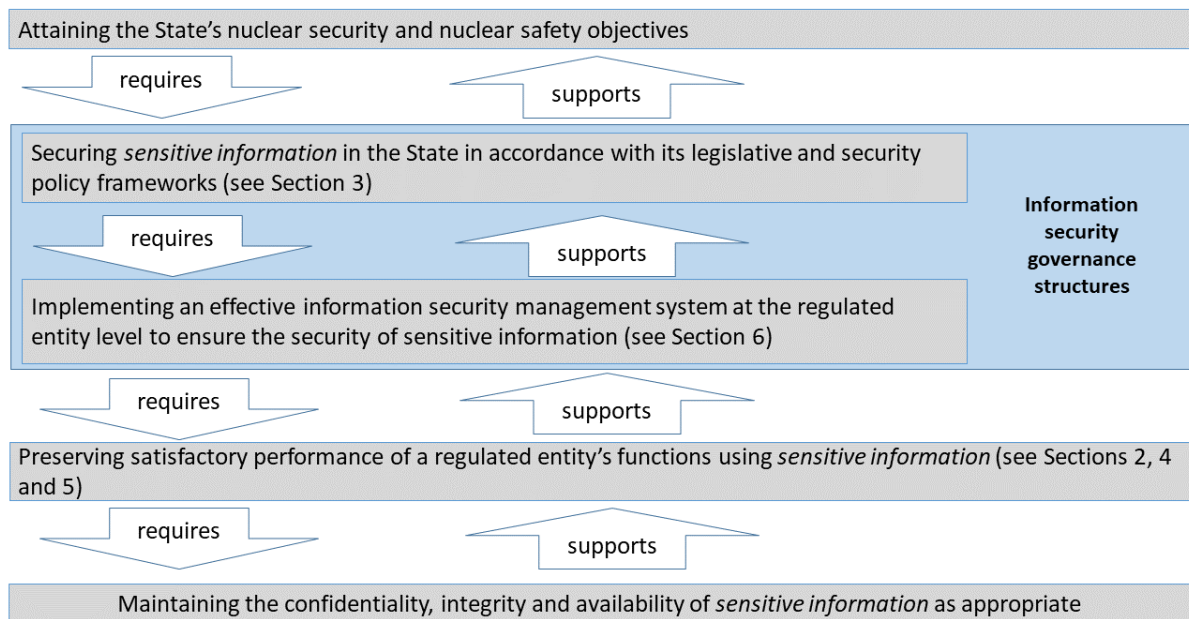 Attaining the State’s nuclear security and nuclear safety objectives
requires
supports
Securing sensitive information in the State in accordance with its legislative and security
policy frameworks (see Section 3)
requires
supports
Information
security
governance
structures
Implementing an effective information security management system at the regulated
entity level to ensure the security of sensitive information (see Section 6)
requires
supports
Preserving satisfactory performance of a regulated entity’s functions using sensitive information (see Sections 2, 4
and 5)
requires
supports
Maintaining the confidentiality, integrity and availability of sensitive information as appropriate